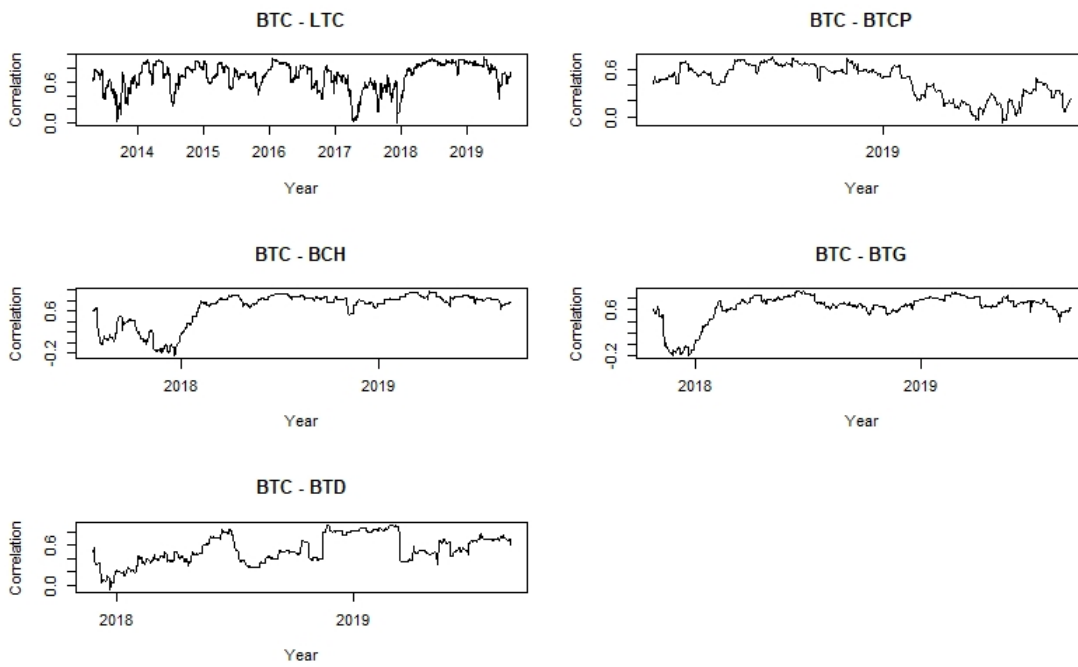 BTC - LTC
Correlation
0.6
0.0
2014 2015 2016 2017 2018 2019
Year
BTC - BTCP
Correlation
0.6
0.0
2019
Year
BTC - BCH
Correlation
0.6
-0.2
2018 2019
Year
BTC - BTG
Correlation
0.6
-0.2
2018 2019
Year
BTC - BTD
Correlation
0.6
0.0
2018 2019
Year